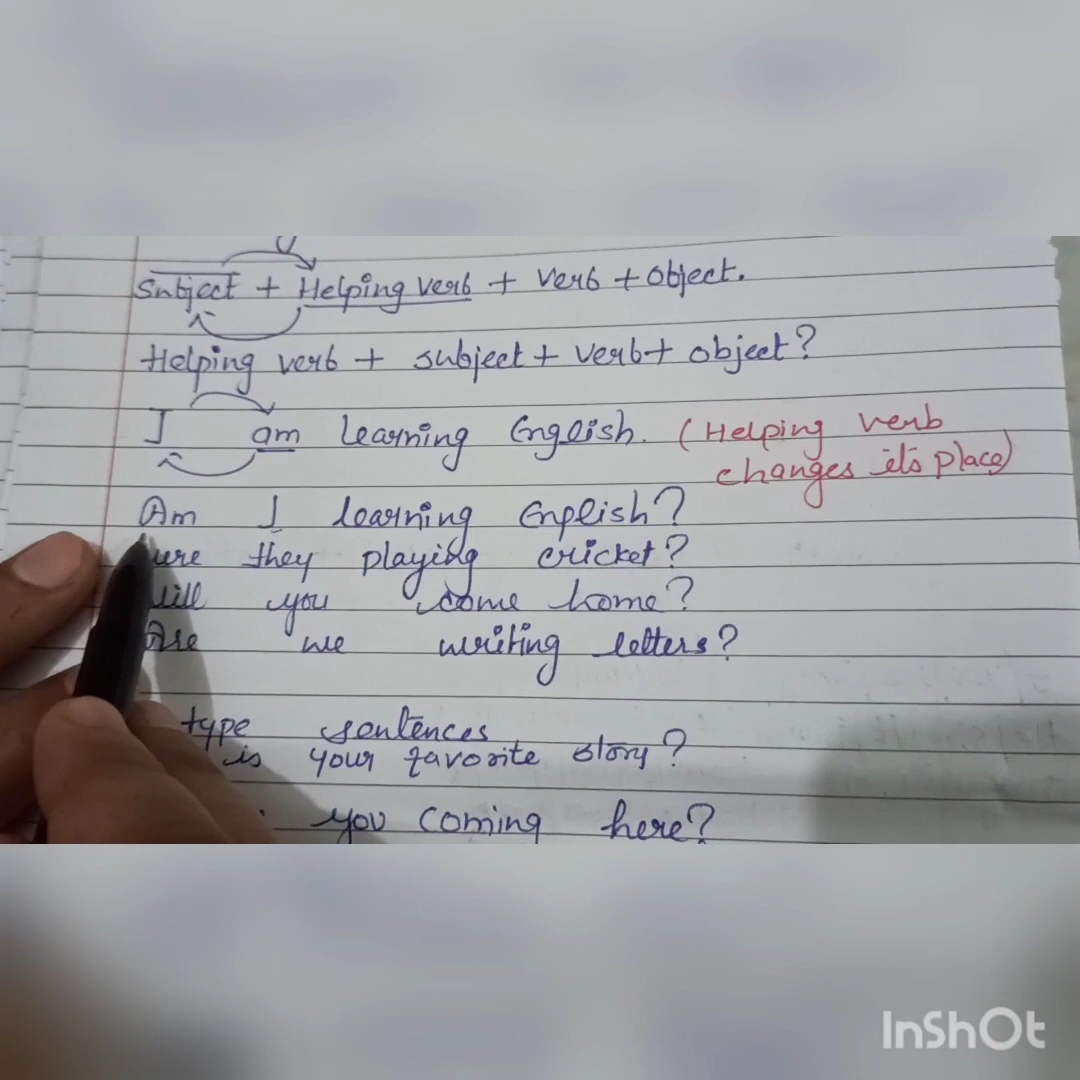 Subject + Helping verb + verb + object.
Helping verb + subject + verb + object?
I am learning English. (Helping verb
changes its place)
Am I learning English?
they playing cricket?
you come home?
Are we writing letters?
type sentences
is your favorite story?
you coming here?
InShOt